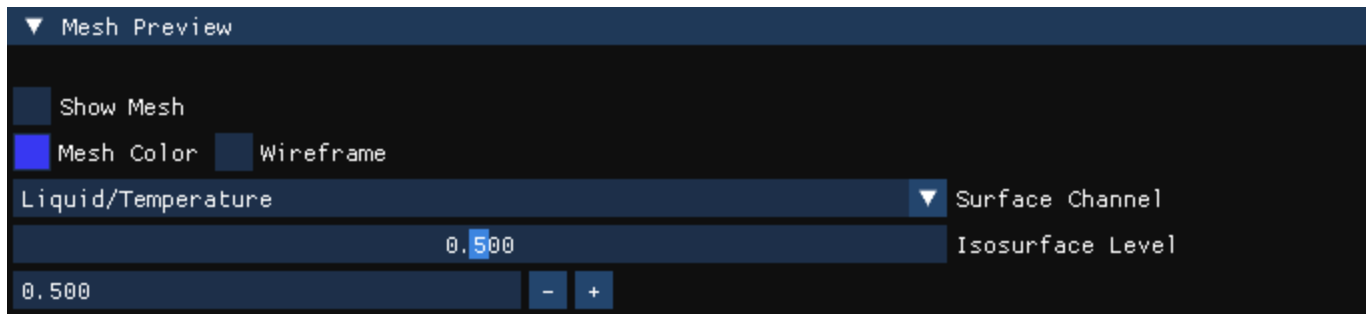 Mesh Preview
Show Mesh
Mesh Color Wireframe
Liquid/Temperature Surface Channel
0.500 Isosurface Level
0.500 - +